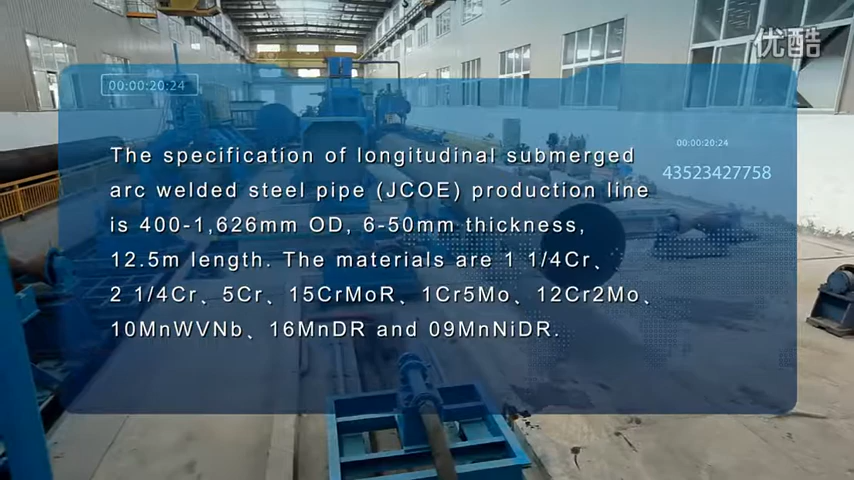 优酷
00:00:20:24
00:00:20:24
43523427758
The specification of longitudinal submerged
arc welded steel pipe (JCOE) production line
is 400-1,626mm OD, 6-50mm thickness,
12.5m length. The materials are 1 1/4Cr、
2 1/4Cr、5Cr、15CrMoR、1Cr5Mo、12Cr2Mo、
10MnWVNb、16MnDR and 09MnNiDR.